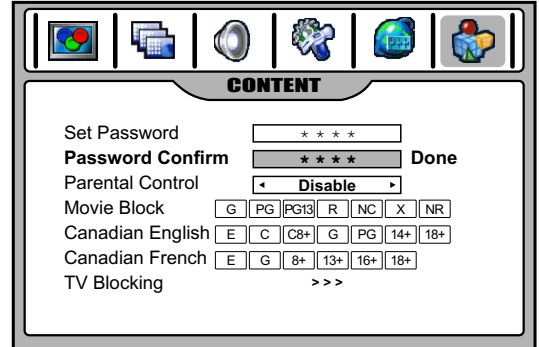 CONTENT
Set Password * * * *
Password Confirm * * * * Done
Parental Control Disable
Movie Block G PG PG13 R NC X NR
Canadian English E C C8+ G PG 14+ 18+
Canadian French E G 8+ 13+ 16+ 18+
TV Blocking >>>